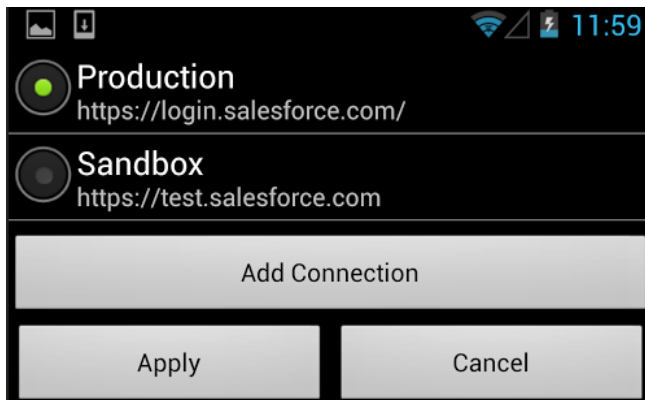 11:59
Production
https://login.salesforce.com/
Sandbox
https://test.salesforce.com
Add Connection
Apply
Cancel